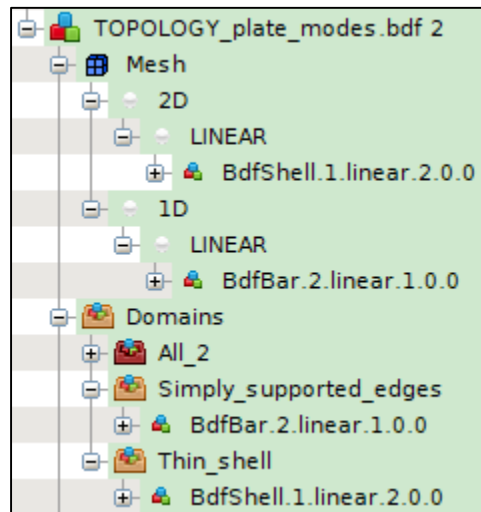 TOPOLOGY_plate_modes.bdf 2
Mesh
2D
LINEAR
BdfShell.1.linear.2.0.0
1D
LINEAR
BdfBar.2.linear.1.0.0
Domains
All_2
Simply_supported_edges
BdfBar.2.linear.1.0.0
Thin_shell
BdfShell.1.linear.2.0.0